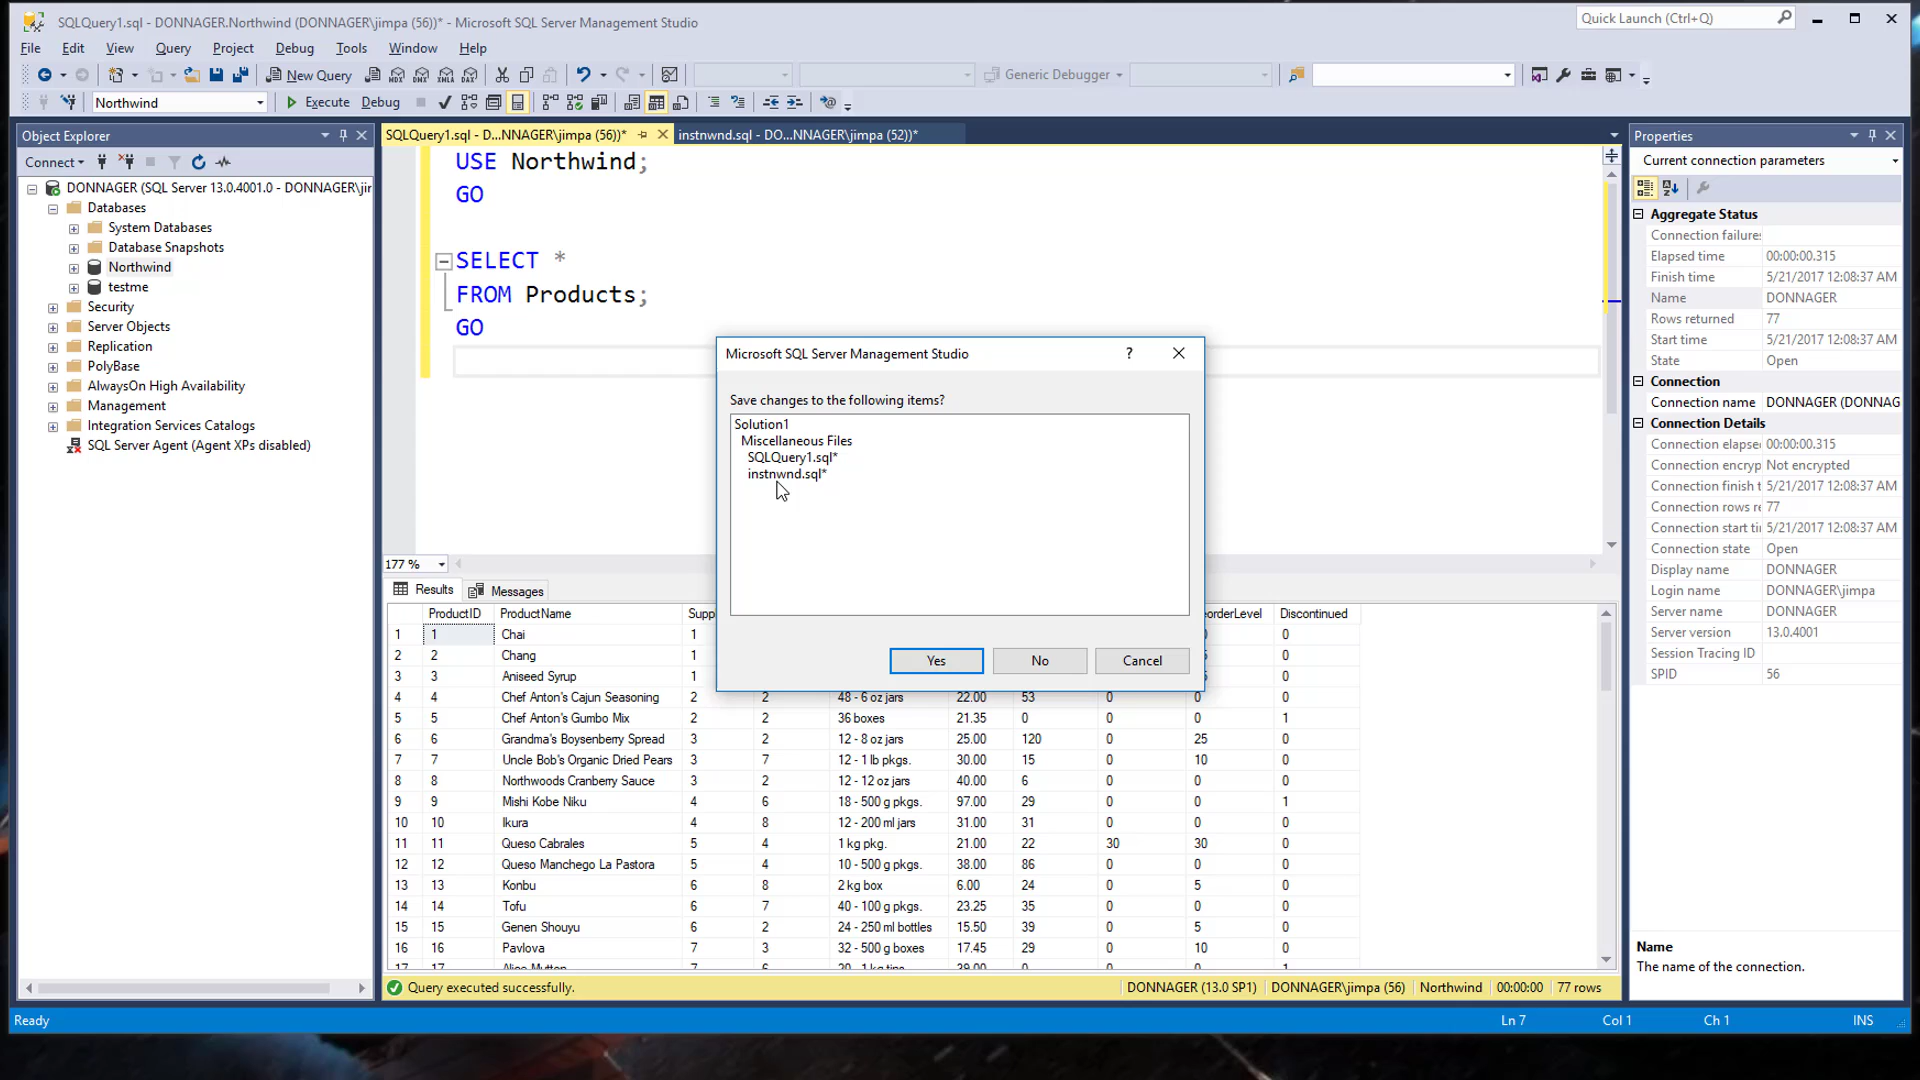 SQLQuery1.sql - DONNAGER.Northwind (DONNAGER\jimpa (56))* - Microsoft SQL Server Management Studio
Quick Launch (Ctrl+Q)
File Edit View Query Project Debug Tools Window Help
New Query MDX DMX XMLA DAX Generic Debugger
Northwind Execute Debug
Object Explorer
SQLQuery1.sql - D...NNAGER\jimpa (56))* instnwnd.sql - DO...NNAGER\jimpa (52))*
Properties
Connect
Current connection parameters
DONNAGER (SQL Server 13.0.4001.0 - DONNAGER\jir
Databases
System Databases
Database Snapshots
Northwind
testme
Security
Server Objects
Replication
PolyBase
AlwaysOn High Availability
Management
Integration Services Catalogs
SQL Server Agent (Agent XPs disabled)
USE Northwind;
GO
SELECT *
FROM Products;
GO
Microsoft SQL Server Management Studio ?
Save changes to the following items?
Solution1
Miscellaneous Files
SQLQuery1.sql*
instnwnd.sql*
Yes No Cancel
177 %
Results Messages
ProductID ProductName Supp orderLevel Discontinued
1 1 Chai 1 0
2 2 Chang 1 0
3 3 Aniseed Syrup 1 0
4 4 Chef Anton's Cajun Seasoning 2 2 48 - 6 oz jars 22.00 53 0 0 0
5 5 Chef Anton's Gumbo Mix 2 2 36 boxes 21.35 0 0 0 1
6 6 Grandma's Boysenberry Spread 3 2 12 - 8 oz jars 25.00 120 0 25 0
7 7 Uncle Bob's Organic Dried Pears 3 7 12 - 1 lb pkgs. 30.00 15 0 10 0
8 8 Northwoods Cranberry Sauce 3 2 12 - 12 oz jars 40.00 6 0 0 0
9 9 Mishi Kobe Niku 4 6 18 - 500 g pkgs. 97.00 29 0 0 1
10 10 Ikura 4 8 12 - 200 ml jars 31.00 31 0 0 0
11 11 Queso Cabrales 5 4 1 kg pkg. 21.00 22 30 30 0
12 12 Queso Manchego La Pastora 5 4 10 - 500 g pkgs. 38.00 86 0 0 0
13 13 Konbu 6 8 2 kg box 6.00 24 0 5 0
14 14 Tofu 6 7 40 - 100 g pkgs. 23.25 35 0 0 0
15 15 Genen Shouyu 6 2 24 - 250 ml bottles 15.50 39 0 5 0
16 16 Pavlova 7 3 32 - 500 g boxes 17.45 29 0 10 0
17 17 Alice Mutton 7 6 20 - 1 kg tins 39.00 0 0 0 1
Query executed successfully. DONNAGER (13.0 SP1) DONNAGER\jimpa (56) Northwind 00:00:00 77 rows
Aggregate Status
Connection failures
Elapsed time 00:00:00.315
Finish time 5/21/2017 12:08:37 AM
Name DONNAGER
Rows returned 77
Start time 5/21/2017 12:08:37 AM
State Open
Connection
Connection name DONNAGER (DONNAG
Connection Details
Connection elapse 00:00:00.315
Connection encryp Not encrypted
Connection finish t 5/21/2017 12:08:37 AM
Connection rows re 77
Connection start ti 5/21/2017 12:08:37 AM
Connection state Open
Display name DONNAGER
Login name DONNAGER\jimpa
Server name DONNAGER
Server version 13.0.4001
Session Tracing ID
SPID 56
Name
The name of the connection.
Ready Ln 7 Col 1 Ch 1 INS